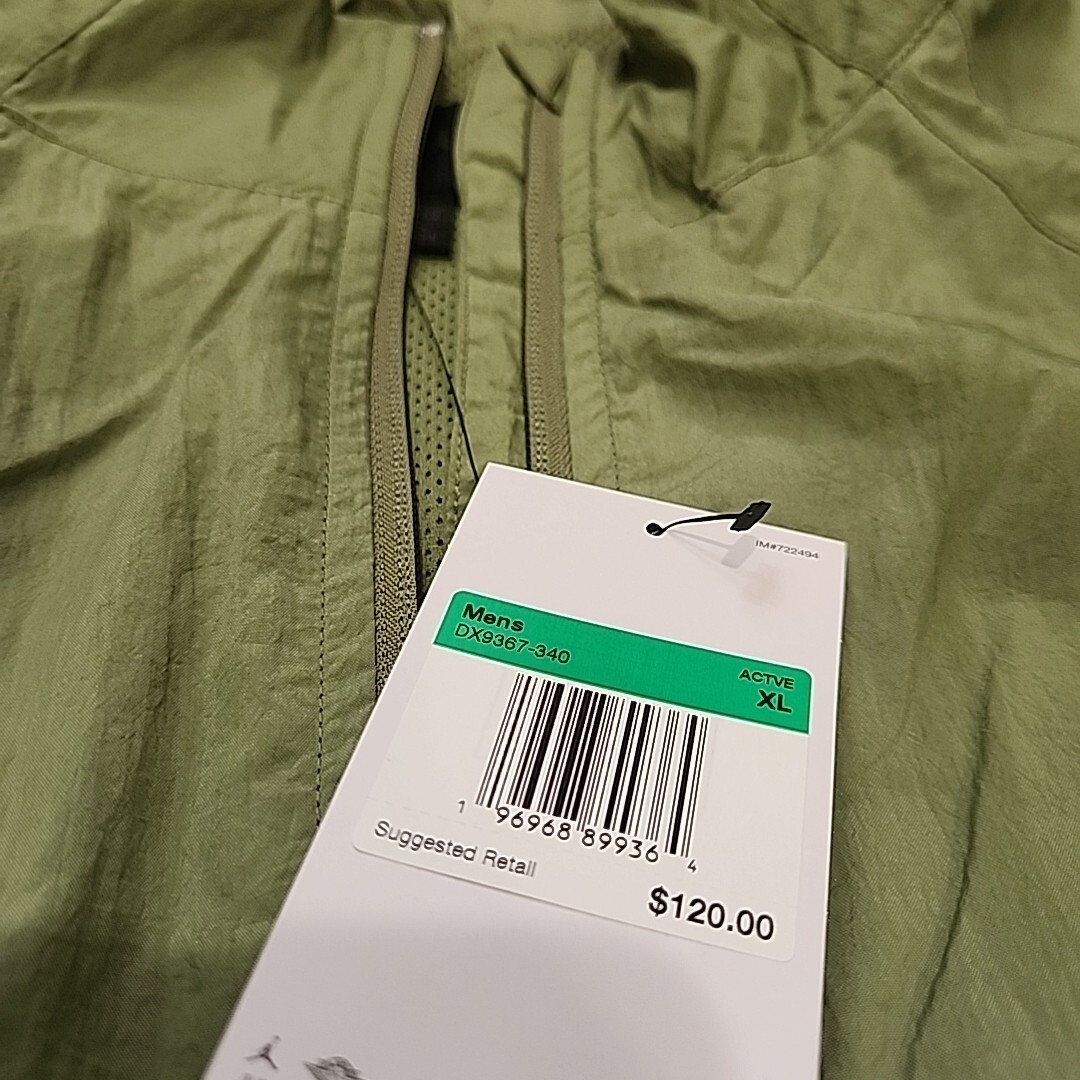 IM#722494
Mens
DX9367-340
ACTVE
XL
1 96968 89936 4
Suggested Retail
$120.00